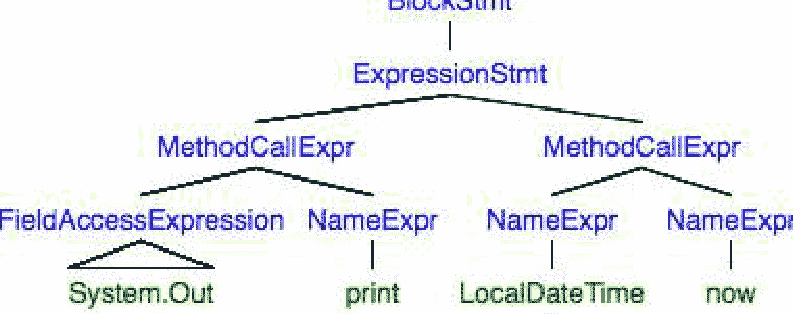 BlockStmt
ExpressionStmt
MethodCallExpr MethodCallExpr
FieldAccessExpression NameExpr NameExpr NameExpr
System.Out print LocalDateTime now